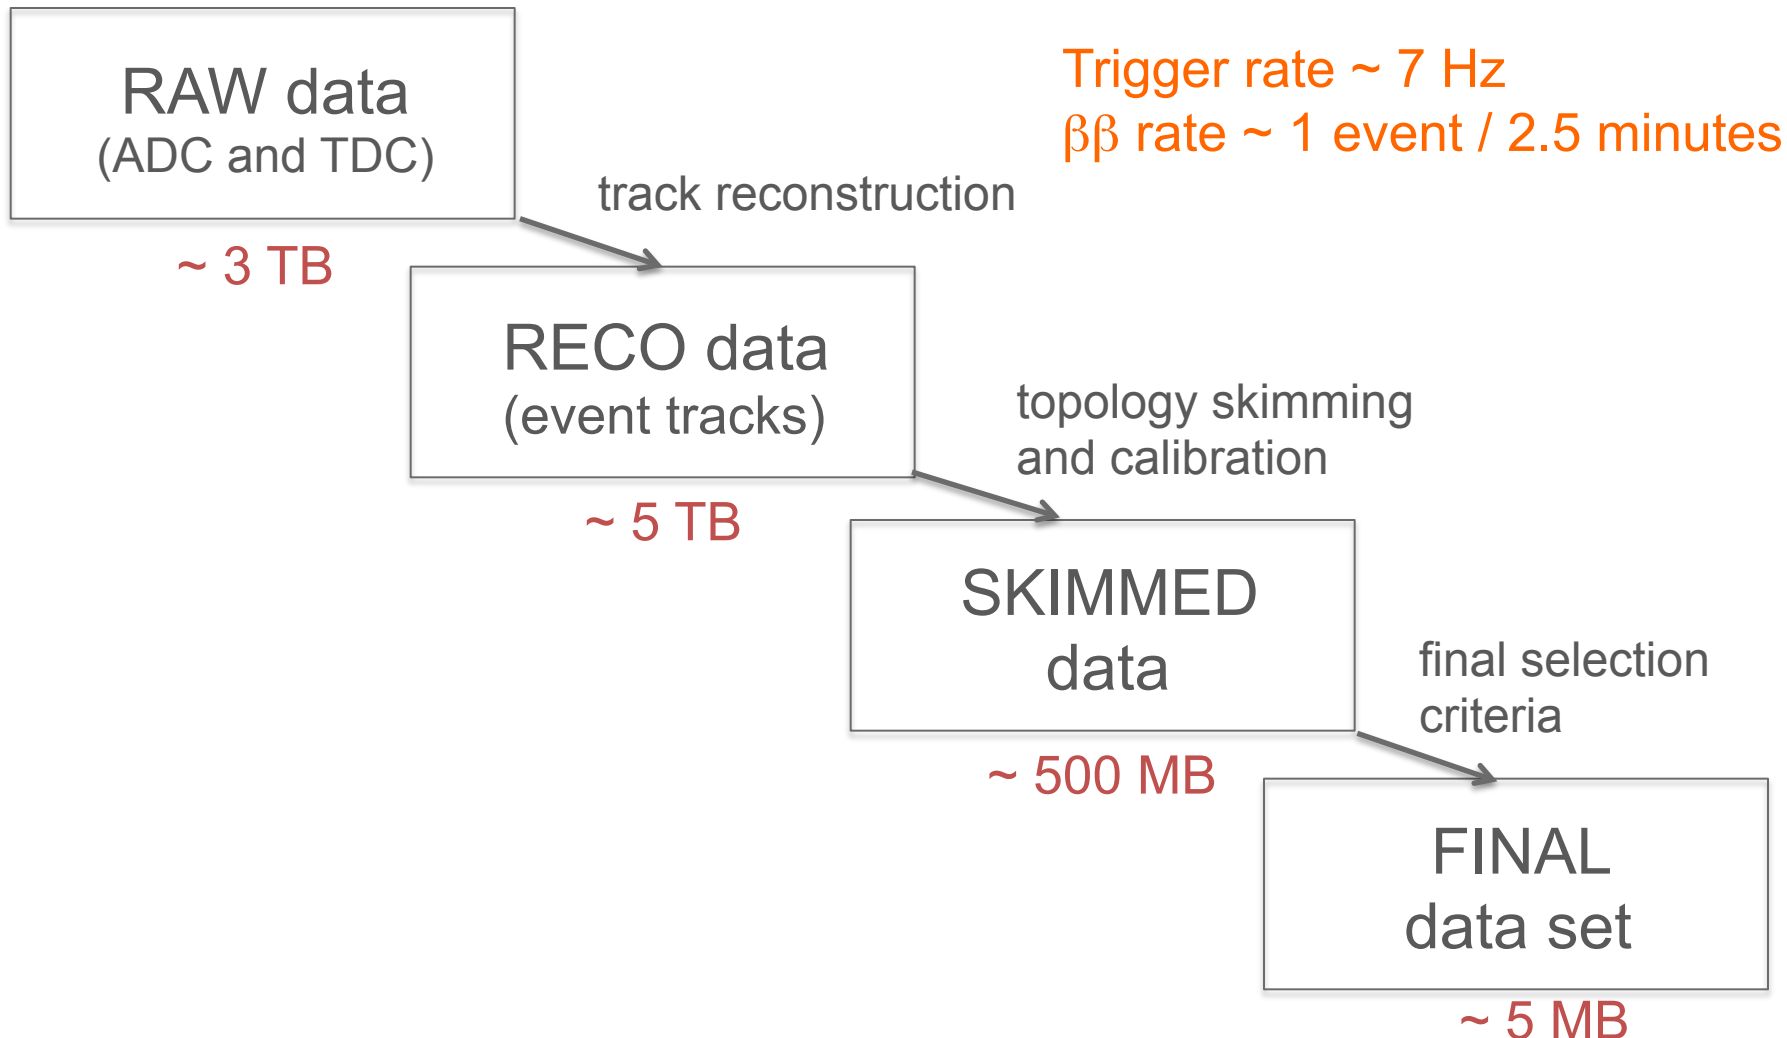 RAW data
(ADC and TDC)
~ 3 TB
Trigger rate ~ 7 Hz
ββ rate ~ 1 event / 2.5 minutes
track reconstruction
RECO data
(event tracks)
~ 5 TB
topology skimming
and calibration
SKIMMED
data
~ 500 MB
final selection
criteria
FINAL
data set
~ 5 MB